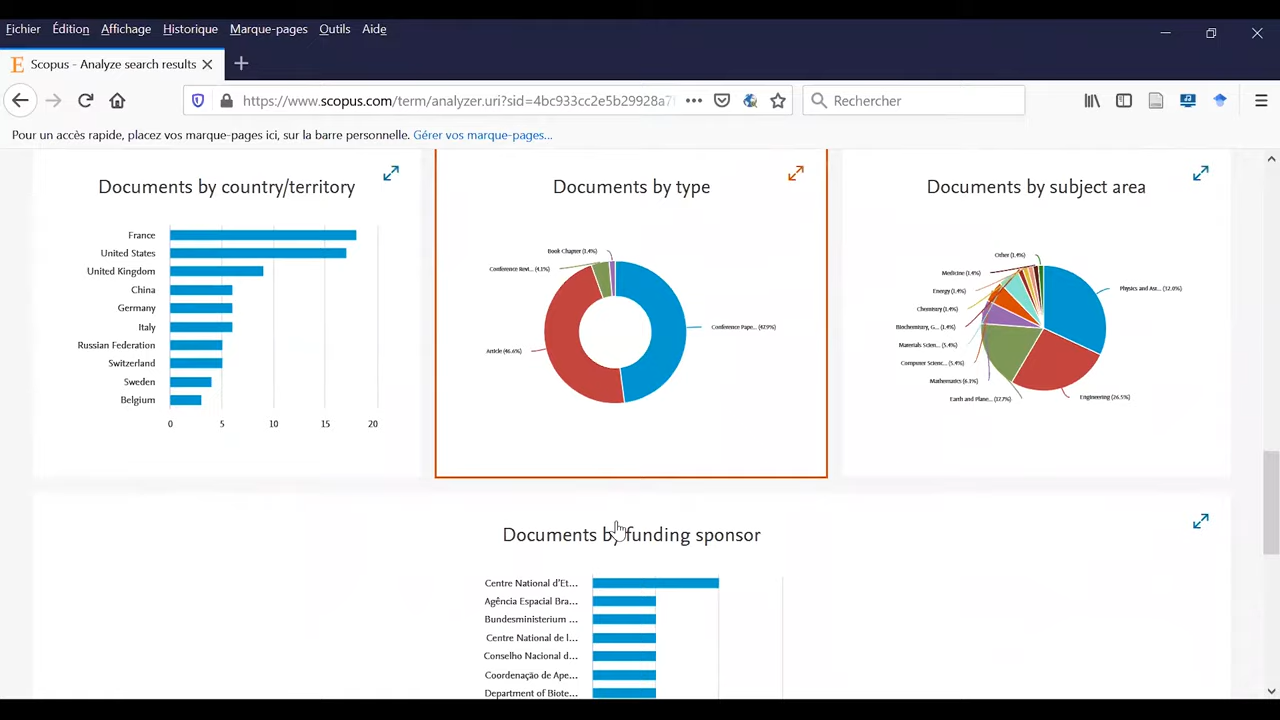 Fichier Édition Affichage Historique Marque-pages Outils Aide
Scopus - Analyze search results
https://www.scopus.com/term/analyzer.uri?sid=4bc933cc2e5b29928a7f
Rechercher
Pour un accès rapide, placez vos marque-pages ici, sur la barre personnelle. Gérer vos marque-pages...
Documents by country/territory
France
United States
United Kingdom
China
Germany
Italy
Russian Federation
Switzerland
Sweden
Belgium
0 5 10 15 20
Documents by type
Book Chapter (1.4%)
Conference Revi... (4.1%)
Conference Pape... (47.9%)
Article (46.6%)
Documents by subject area
Other (1.4%)
Medicine (1.4%)
Energy (1.4%)
Chemistry (1.4%)
Biochemistry, G... (1.4%)
Materials Scien... (3.4%)
Computer Scienc... (5.4%)
Mathematics (6.1%)
Earth and Plane... (17.7%)
Physics and Ast... (32.0%)
Engineering (26.5%)
Documents by funding sponsor
Centre National d'Et...
Agência Espacial Bra...
Bundesministerium ...
Centre National de l...
Conselho Nacional d...
Coordenação de Ape...
Department of Biote...